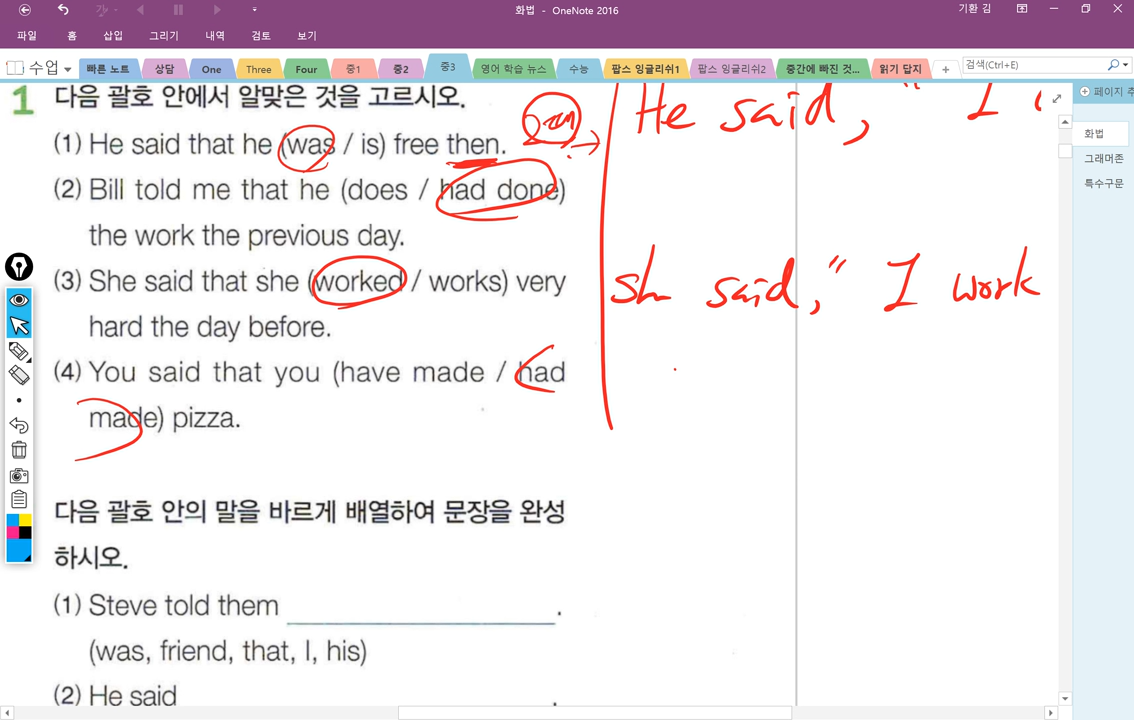 화법 - OneNote 2016
기환 김
파일 홈 삽입 그리기 내역 검토 보기
수업 빠른 노트 상담 One Three Four 중1 중2 중3 영어 학습 뉴스 수능 팝스 잉글리쉬1 팝스 잉글리쉬2 중간에 빠진 것... 읽기 답지 + 검색(Ctrl+E)
페이지 추
화법
그래머존
특수구문
1 다음 괄호 안에서 알맞은 것을 고르시오.
(1) He said that he (was / is) free then.
(2) Bill told me that he (does / had done)
the work the previous day.
(3) She said that she (worked / works) very
hard the day before.
(4) You said that you (have made / had
made) pizza.
He said, " I
she said, " I work
다음 괄호 안의 말을 바르게 배열하여 문장을 완성
하시오.
(1) Steve told them .
(was, friend, that, I, his)
(2) He said .